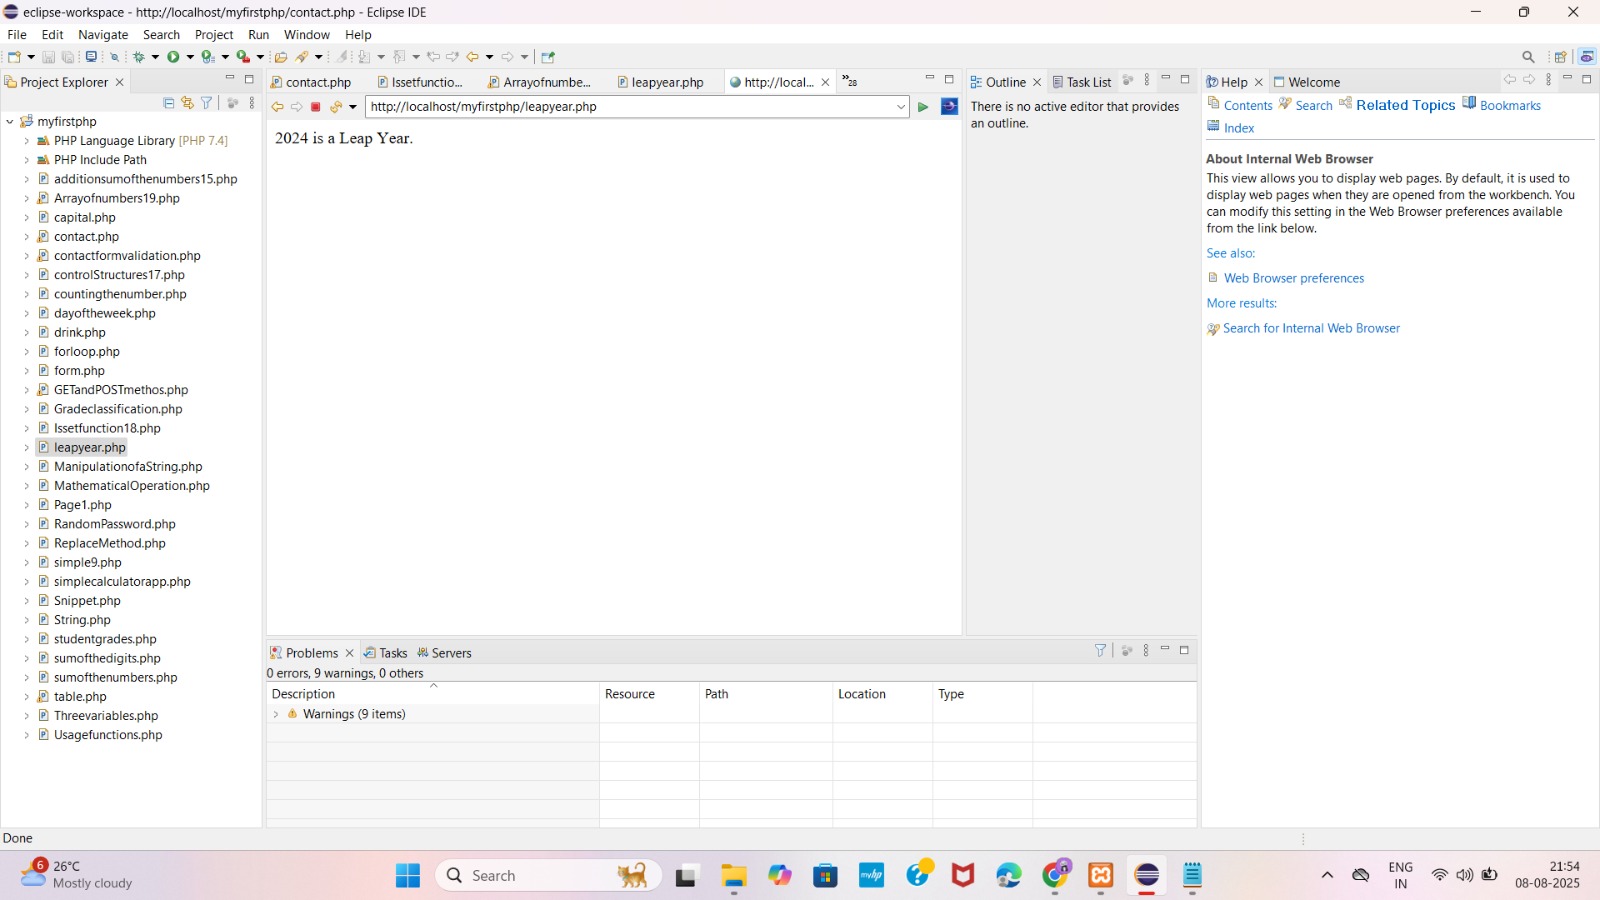 eclipse-workspace - http://localhost/myfirstphp/contact.php - Eclipse IDE
File Edit Navigate Search Project Run Window Help
Project Explorer
myfirstphp
PHP Language Library [PHP 7.4]
PHP Include Path
additionsumofthenumbers15.php
Arrayofnumbers19.php
capital.php
contact.php
contactformvalidation.php
controlStructures17.php
countingthenumber.php
dayoftheweek.php
drink.php
forloop.php
form.php
GETandPOSTmethos.php
Gradeclassification.php
Issetfunction18.php
leapyear.php
ManipulationofaString.php
MathematicalOperation.php
Page1.php
RandomPassword.php
ReplaceMethod.php
simple9.php
simplecalculatorapp.php
Snippet.php
String.php
studentgrades.php
sumofthedigits.php
sumofthenumbers.php
table.php
Threevariables.php
Usagefunctions.php
contact.php Issetfunctio... Arrayofnumbe... leapyear.php http://local... »28
http://localhost/myfirstphp/leapyear.php
2024 is a Leap Year.
Outline Task List
There is no active editor that provides
an outline.
Help Welcome
Contents Search Related Topics Bookmarks
Index
About Internal Web Browser
This view allows you to display web pages. By default, it is used to
display web pages when they are opened from the workbench. You
can modify this setting in the Web Browser preferences available
from the link below.
See also:
Web Browser preferences
More results:
Search for Internal Web Browser
Problems Tasks Servers
0 errors, 9 warnings, 0 others
Description Resource Path Location Type
Warnings (9 items)
Done
6
26°C
Mostly cloudy
Search
myhp
ENG
IN
21:54
08-08-2025